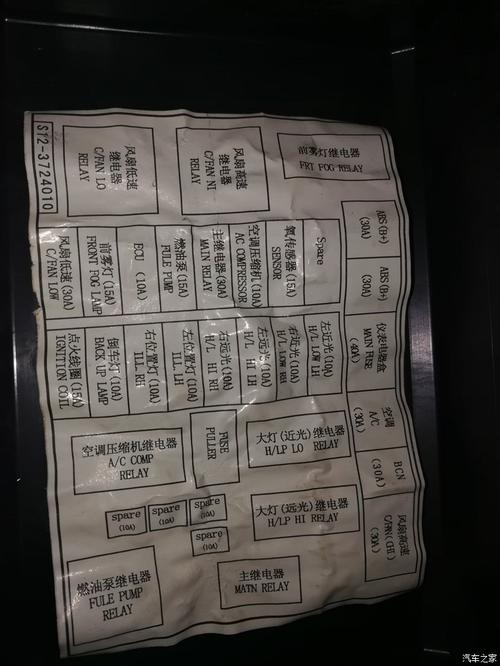 S12-3724010
风扇低速
继电器
C/FAN LO
RELAY
风扇高速
继电器
C/FAN NI
RELAY
前雾灯继电器
FRT FOG RELAY
风扇低速(30A)
C/FAN LOW
前雾灯(15A)
FRONT FOG LAMP
ECU (10A)
燃油泵(15A)
FULE PUMP
主继电器(30A)
MAIN RELAY
空调压缩机(10A)
AC COMPRESSOR
氧传感器(15A)
SENSOR
Spare
ABS(B+)
(30A)
ABS(B+)
(30A)
仪表电器盒
MAIN FUSE
(40A)
空调
A/C
(30A)
BCN
(30A)
风扇高速
C/FAN(HI)
(30A)
点火线圈(15A)
IGNITION COIL
倒车灯(10A)
BACK UP LAMP
右位置灯(10A)
ILL RH
左位置灯(10A)
ILL LH
右远光(10A)
H/L HI RH
左远光(10A)
H/L HI LH
右近光(10A)
H/L LOW RH
左近光(10A)
H/L LOW LH
空调压缩机继电器
A/C COMP
RELAY
FUSE
PULLER
大灯(近光)继电器
H/LP LO RELAY
spare
(10A)
spare
(10A)
spare
(10A)
spare
(10A)
大灯(远光)继电器
H/LP HI RELAY
燃油泵继电器
FULE PUMP
RELAY
主继电器
MATN RELAY
汽车之家